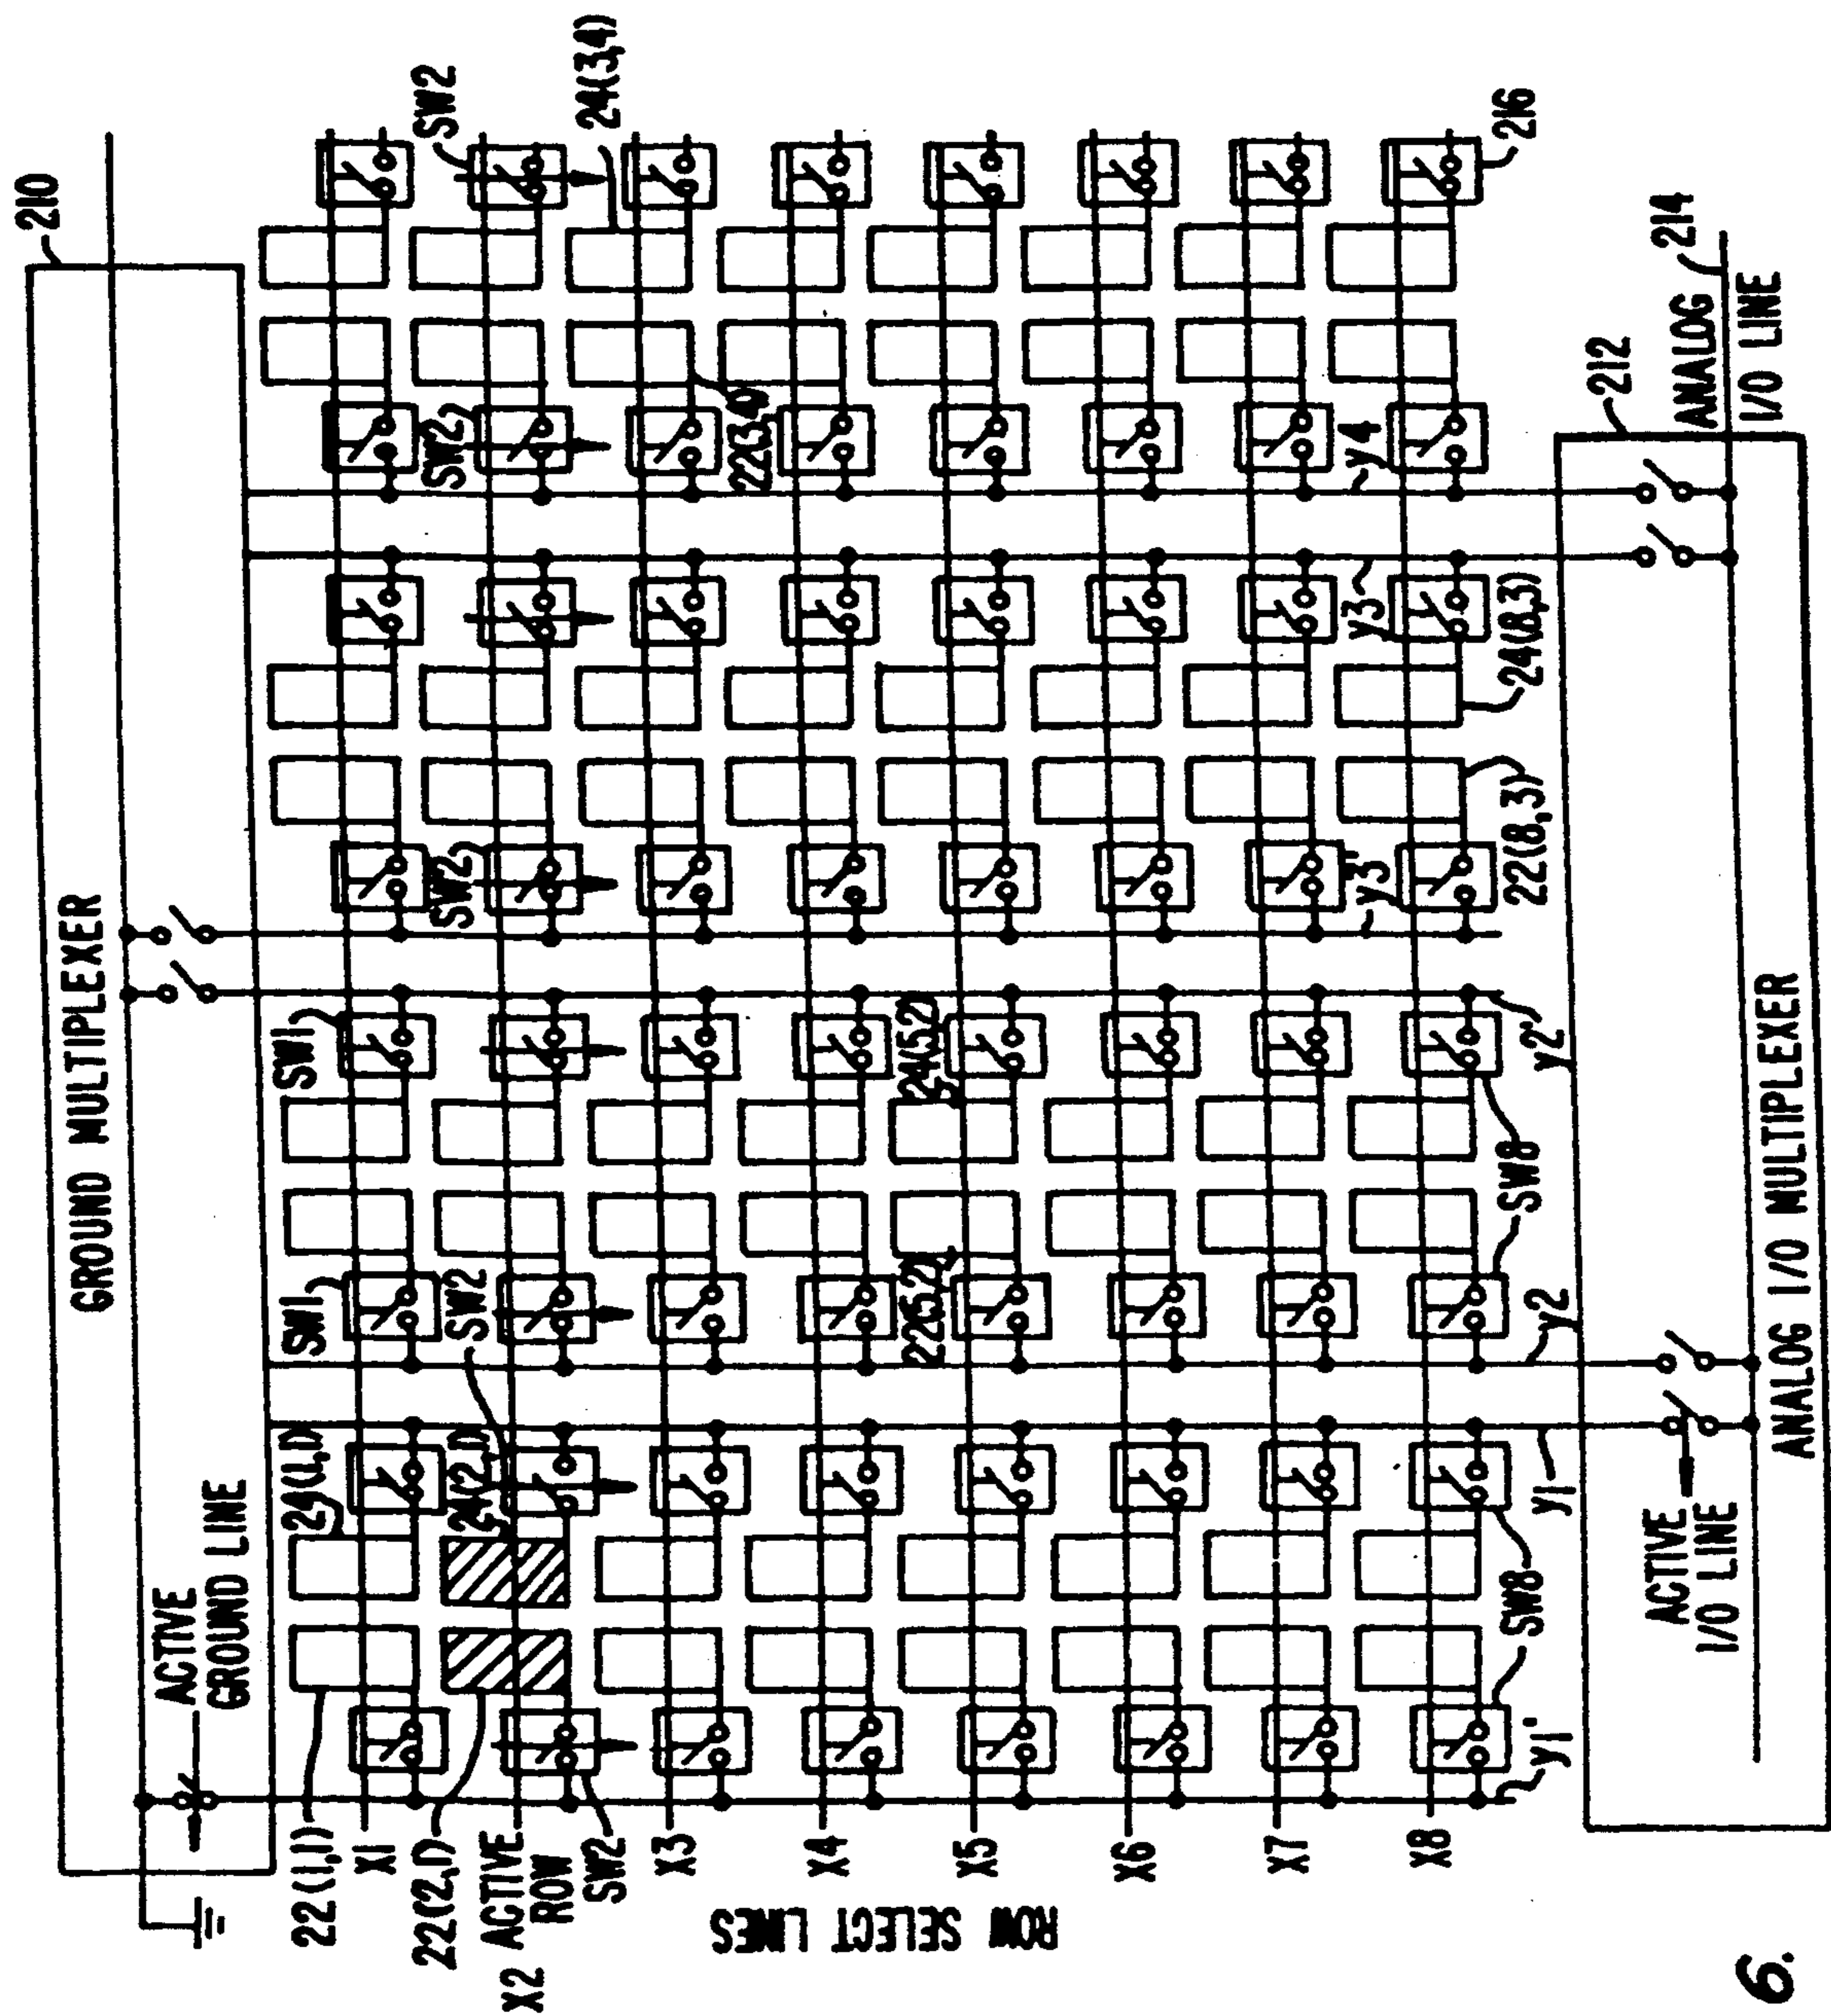 210
GROUND MULTIPLEXER
ACTIVE
GROUND LINE
22(1,1)
24(1,1)
SW1
SW1
X1
22(2,1)
24(2,1)
SW2
SW2
SW2
SW2
X2 ACTIVE
ROW
SW2
24(3,4)
X3
22(3,4)
X4
22(5,2)
24(5,2)
X5
X6
X7
X8
ROW SELECT LINES
y1'
SW8
y1
y2
SW8
y2'
y3'
22(8,3)
y3
24(8,3)
y4
216
ACTIVE
I/O LINE
212
214
ANALOG
I/O LINE
ANALOG I/O MULTIPLEXER
6.